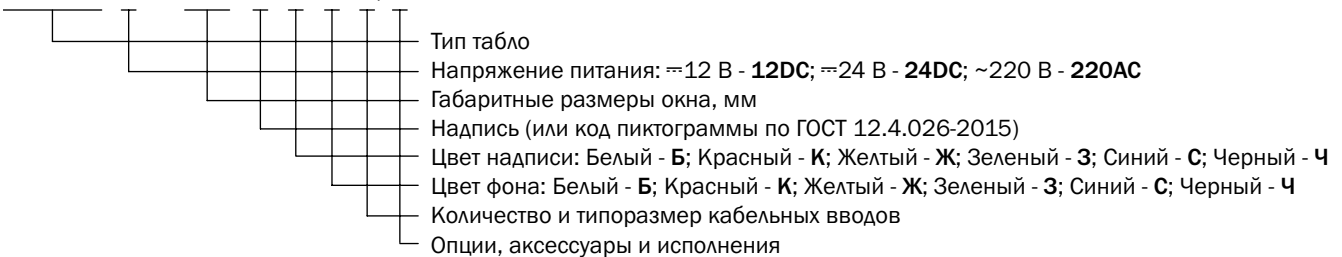 Тип табло
Напряжение питания: ⎓12 В - 12DC; ⎓24 В - 24DC; ~220 В - 220AC
Габаритные размеры окна, мм
Надпись (или код пиктограммы по ГОСТ 12.4.026-2015)
Цвет надписи: Белый - Б; Красный - К; Желтый - Ж; Зеленый - З; Синий - С; Черный - Ч
Цвет фона: Белый - Б; Красный - К; Желтый - Ж; Зеленый - З; Синий - С; Черный - Ч
Количество и типоразмер кабельных вводов
Опции, аксессуары и исполнения